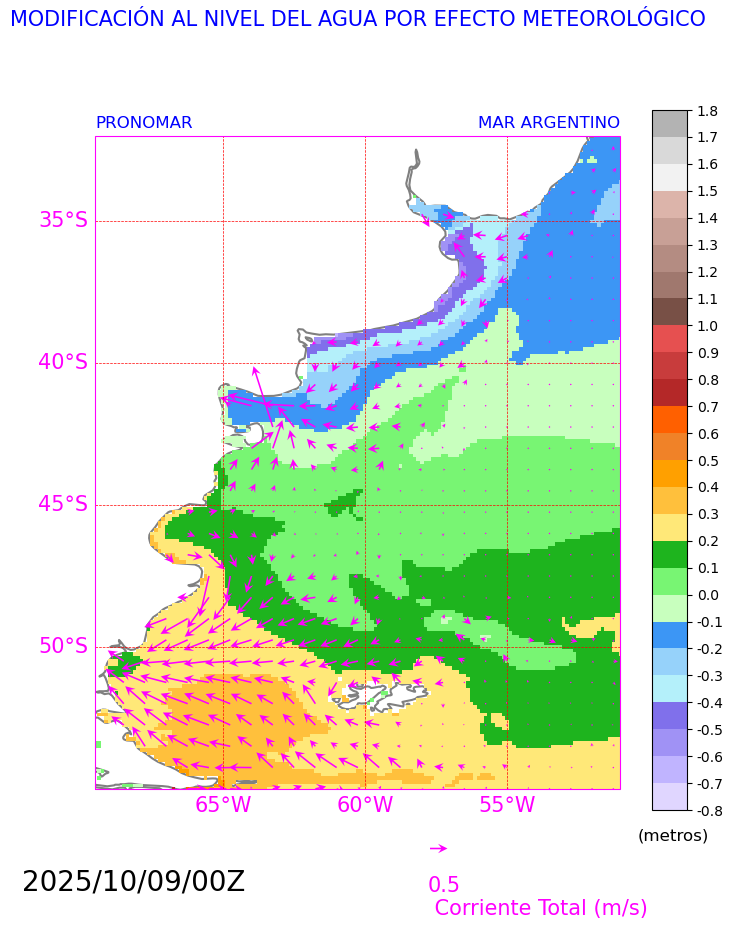 MODIFICACIÓN AL NIVEL DEL AGUA POR EFECTO METEOROLÓGICO
PRONOMAR MAR ARGENTINO
35°S
40°S
45°S
50°S
65°W 60°W 55°W
1.8
1.7
1.6
1.5
1.4
1.3
1.2
1.1
1.0
0.9
0.8
0.7
0.6
0.5
0.4
0.3
0.2
0.1
0.0
-0.1
-0.2
-0.3
-0.4
-0.5
-0.6
-0.7
-0.8
(metros)
2025/10/09/00Z
0.5
Corriente Total (m/s)